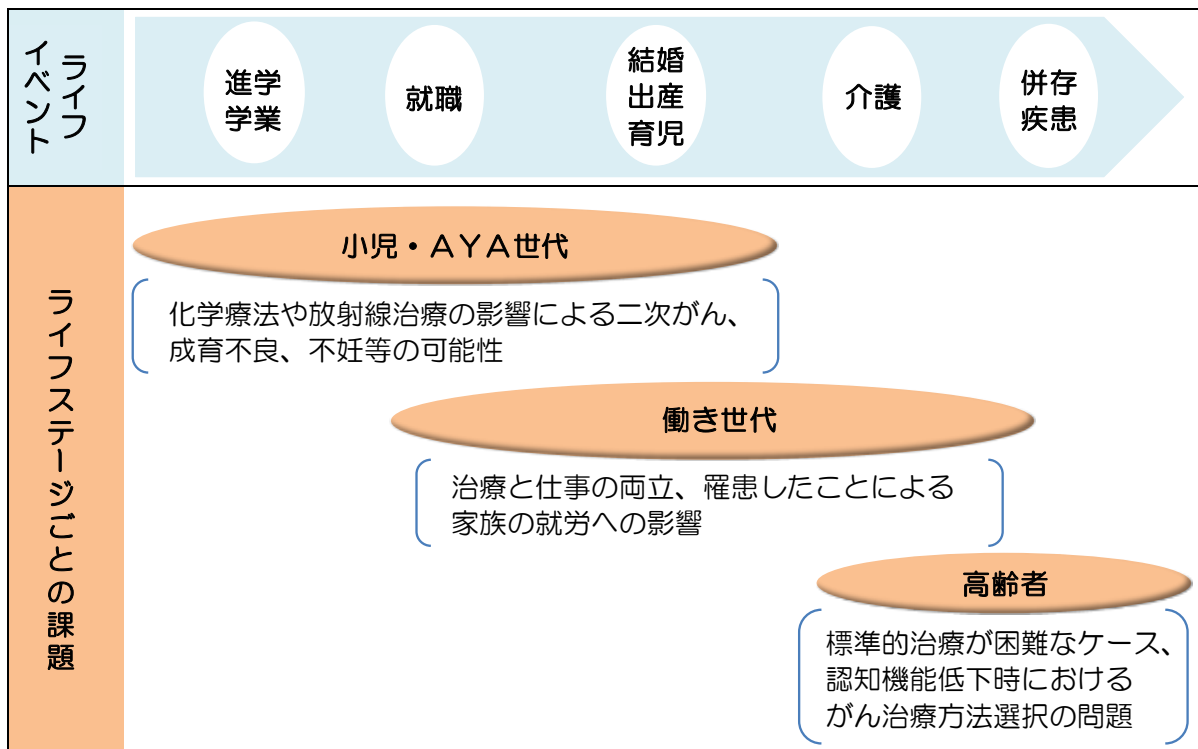 ライフ
イベント
進学
学業
就職
結婚
出産
育児
介護
併存
疾患
ライフステージごとの課題
小児・ＡＹＡ世代
化学療法や放射線治療の影響による二次がん、
成育不良、不妊等の可能性
働き世代
治療と仕事の両立、罹患したことによる
家族の就労への影響
高齢者
標準的治療が困難なケース、
認知機能低下時における
がん治療方法選択の問題